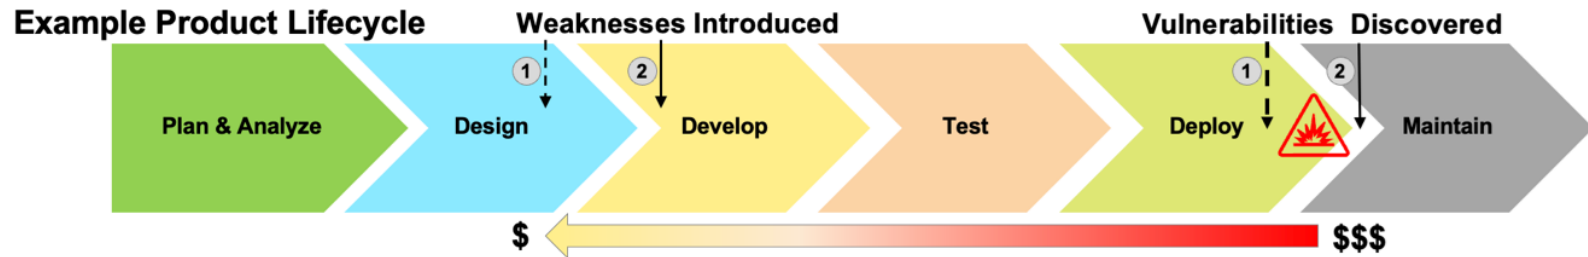 Example Product Lifecycle
Weaknesses Introduced
Vulnerabilities Discovered
1
2
1
2
Plan & Analyze
Design
Develop
Test
Deploy
Maintain
$
$$$